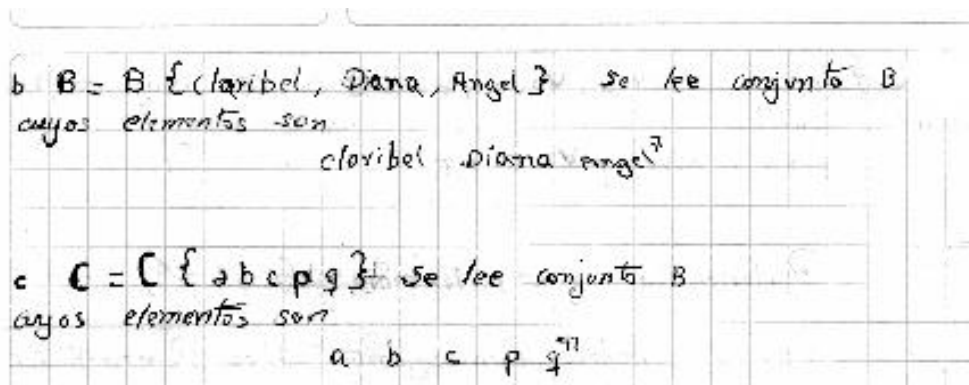 b B = B { Claribel, Diana, Angel } se lee conjunto B
cuyos elementos son
claribel Diana Angel"
c C = C { a b c p q } se lee conjunto B
cuyos elementos son
a b c p q"